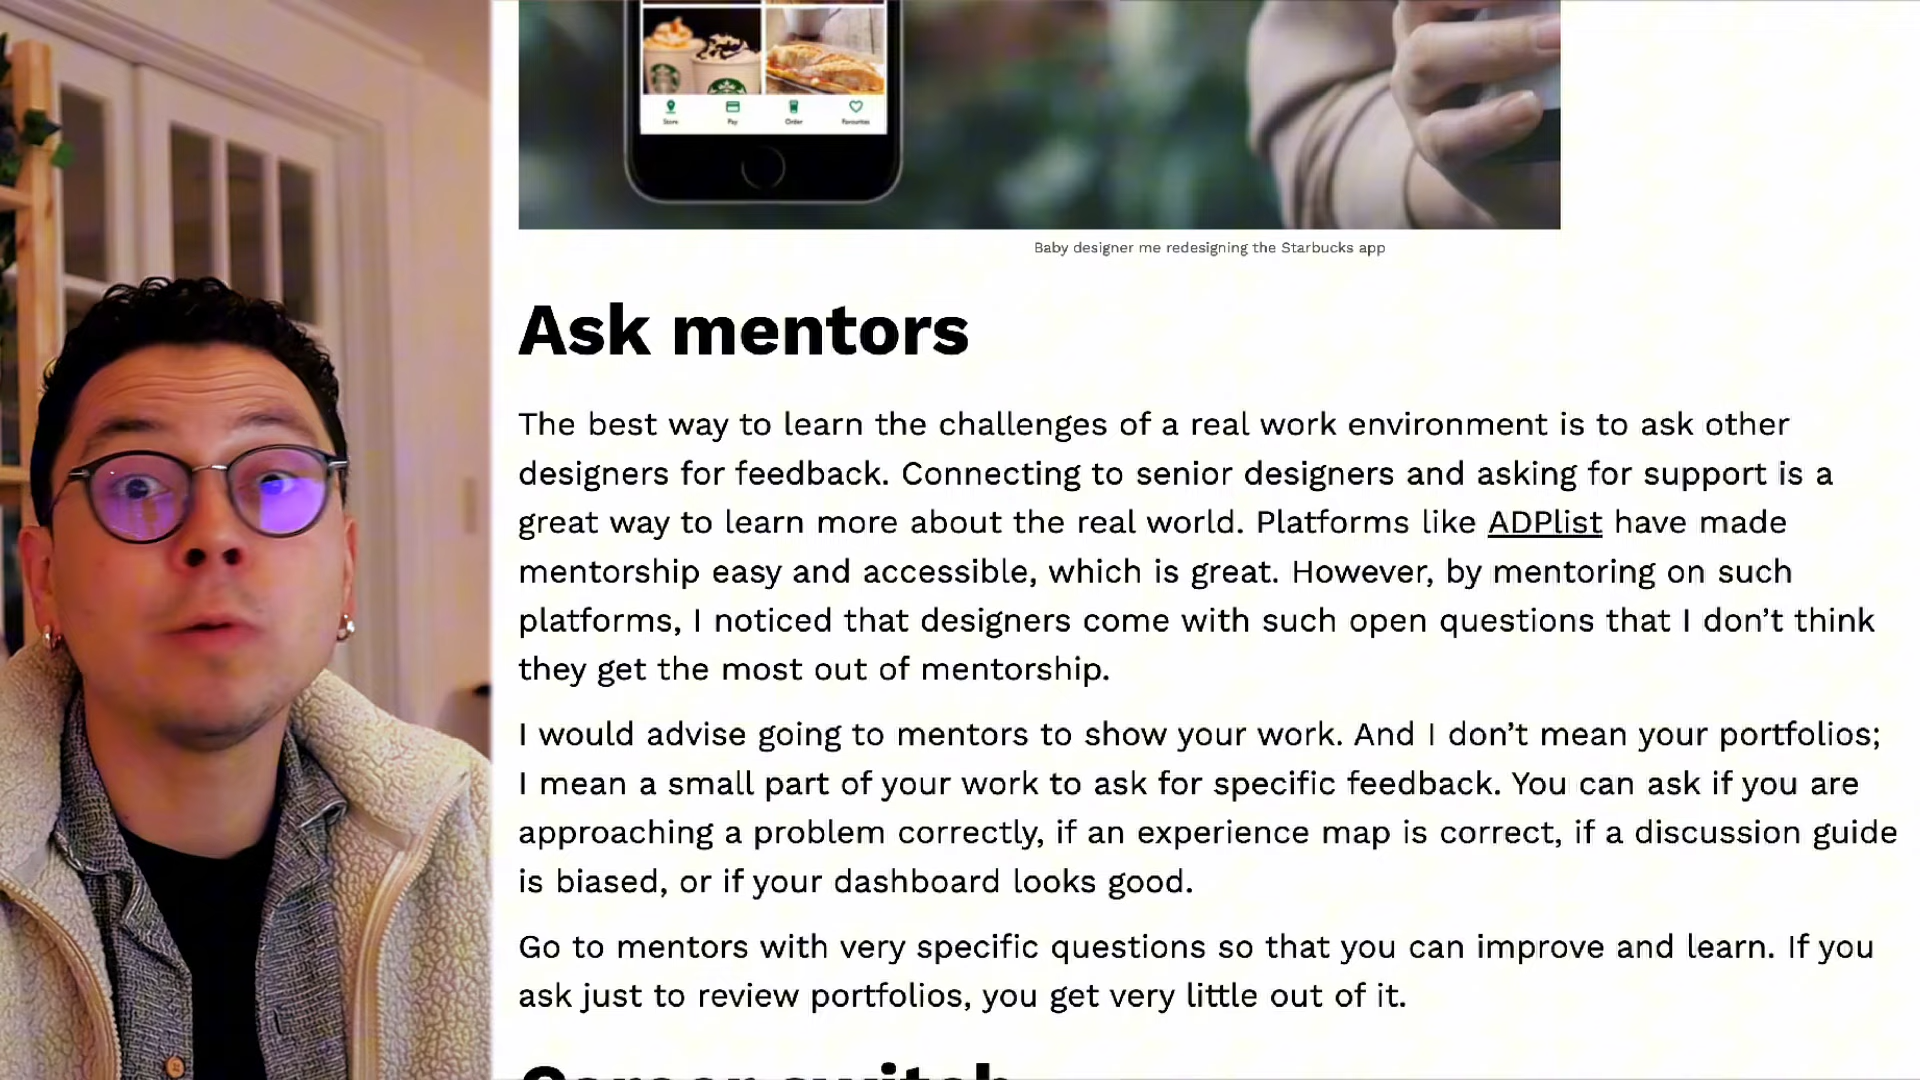 Store Pay Order Favourites
Baby designer me redesigning the Starbucks app
Ask mentors
The best way to learn the challenges of a real work environment is to ask other
designers for feedback. Connecting to senior designers and asking for support is a
great way to learn more about the real world. Platforms like ADPlist have made
mentorship easy and accessible, which is great. However, by mentoring on such
platforms, I noticed that designers come with such open questions that I don’t think
they get the most out of mentorship.
I would advise going to mentors to show your work. And I don’t mean your portfolios;
I mean a small part of your work to ask for specific feedback. You can ask if you are
approaching a problem correctly, if an experience map is correct, if a discussion guide
is biased, or if your dashboard looks good.
Go to mentors with very specific questions so that you can improve and learn. If you
ask just to review portfolios, you get very little out of it.
Career switch